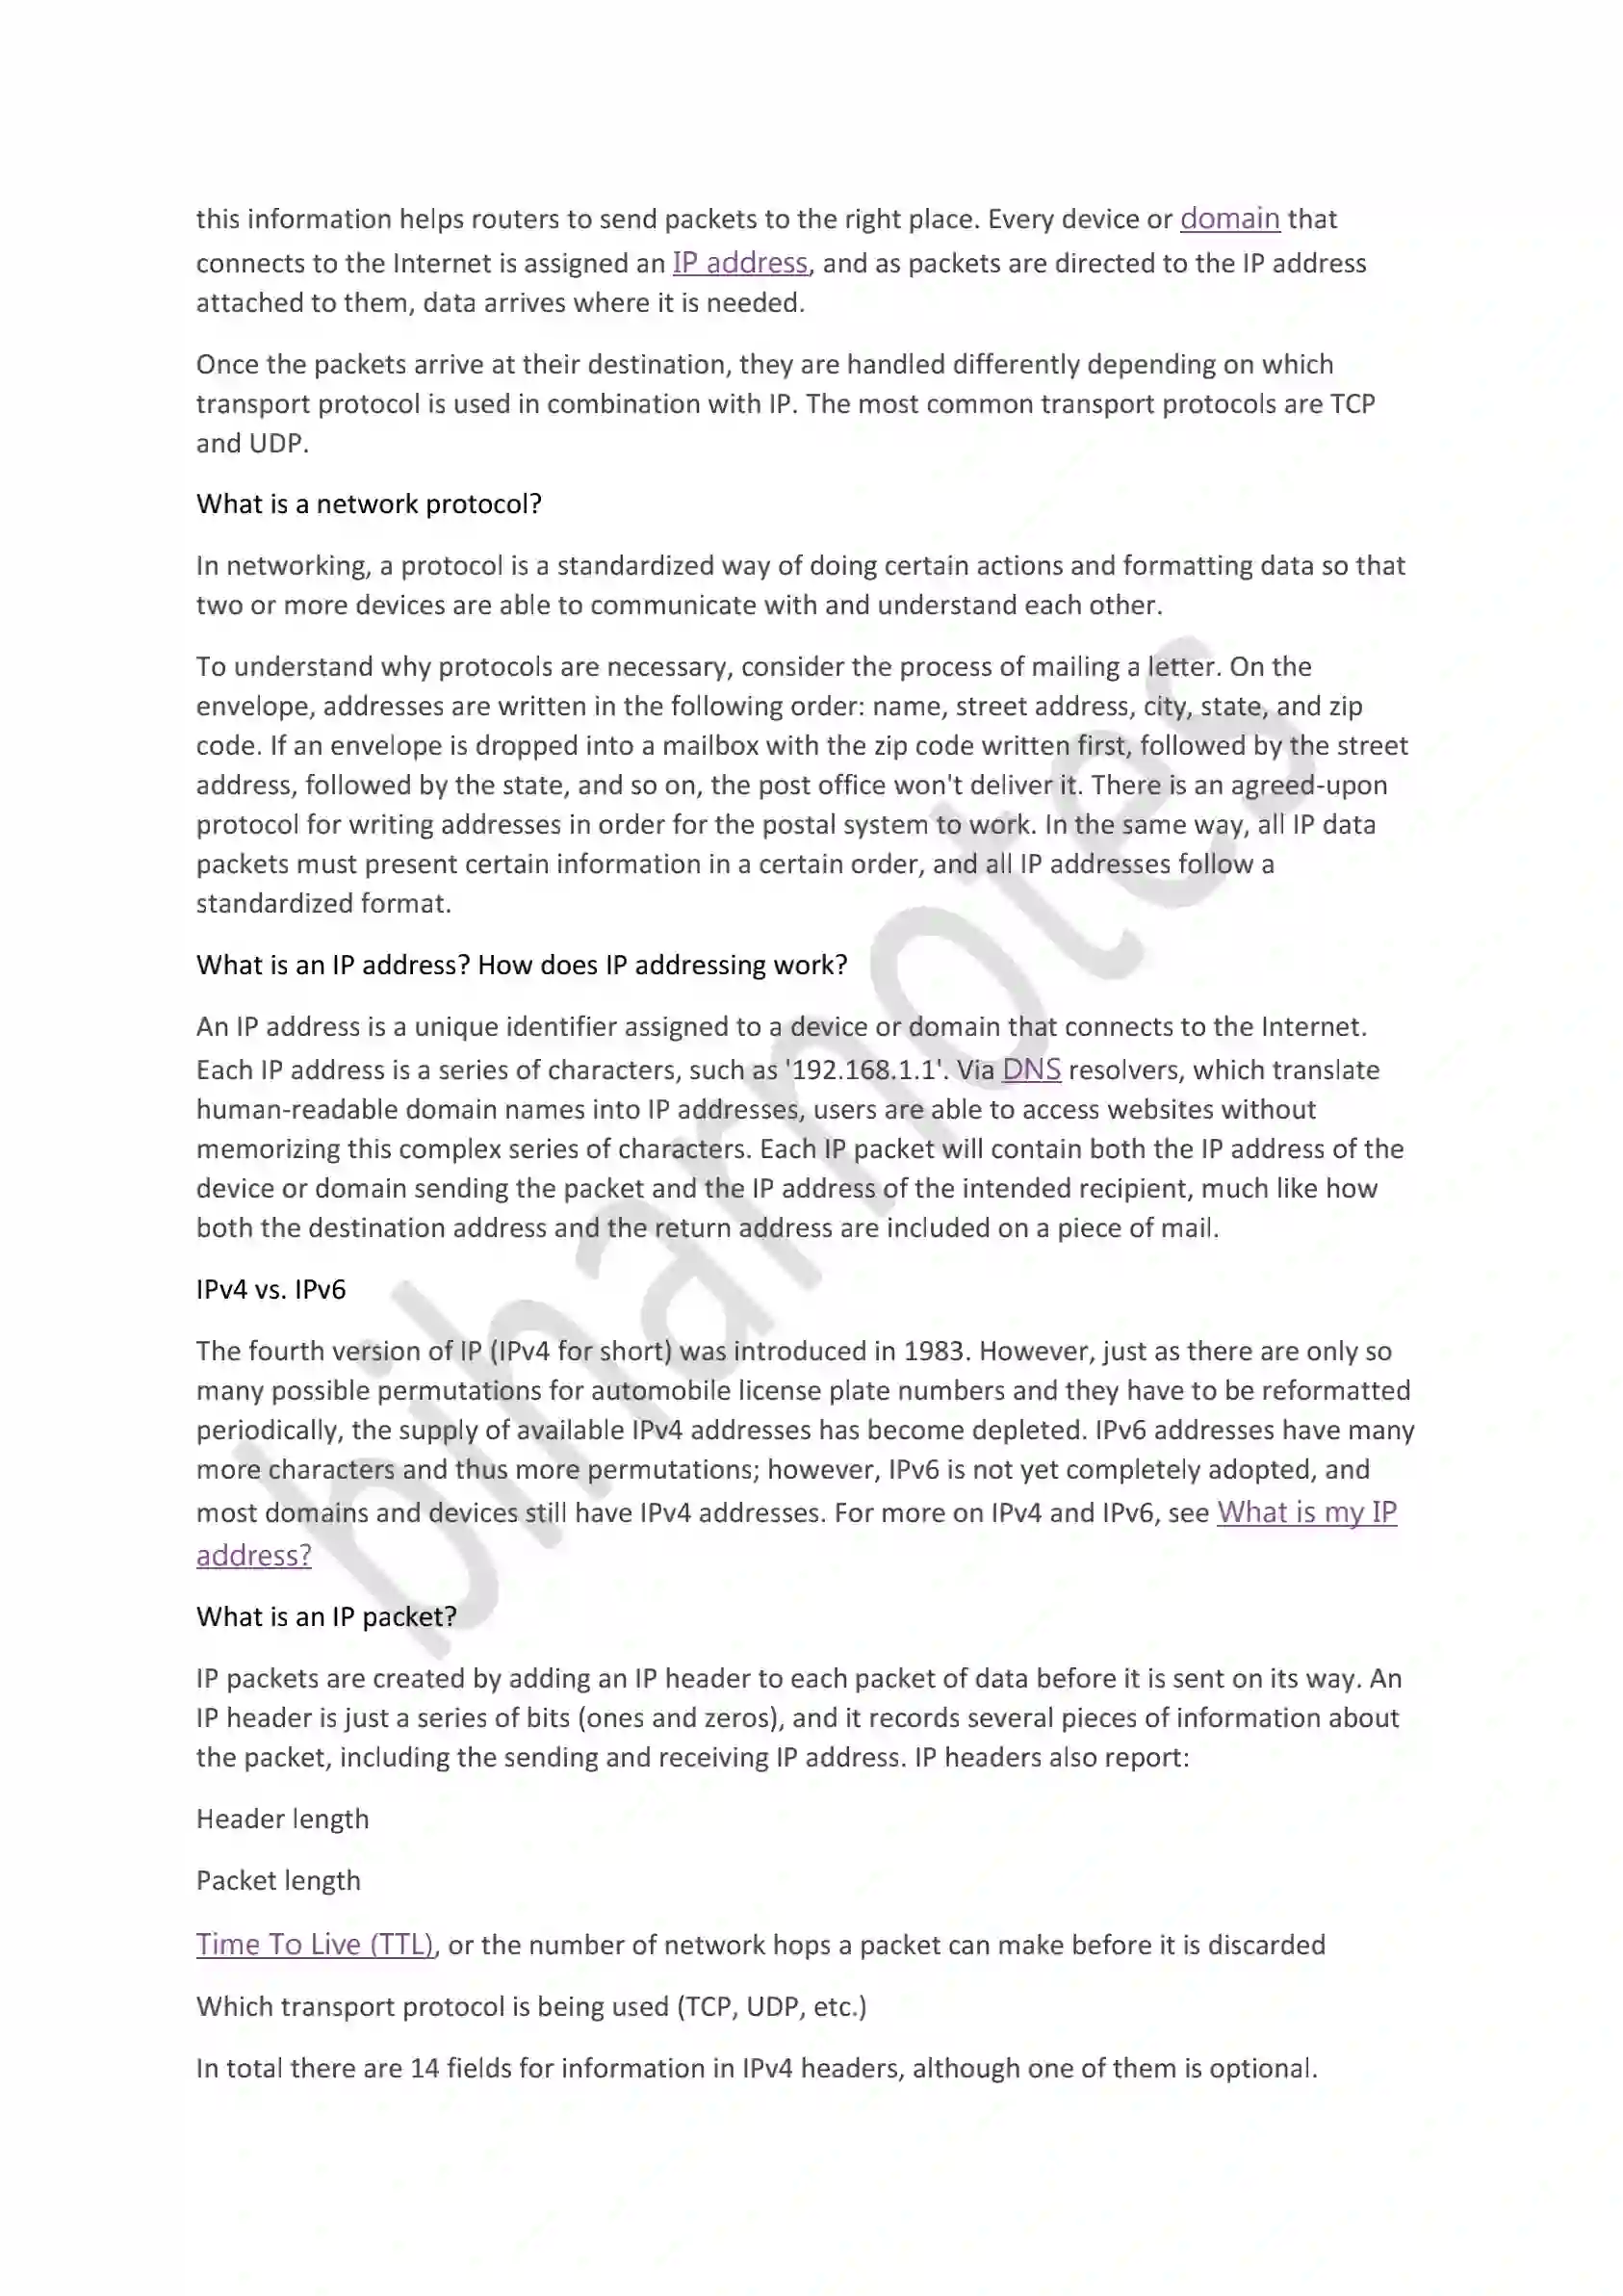 this information helps routers to send packets to the right place. Every device or domain that
connects to the Internet is assigned an IP address, and as packets are directed to the IP address
attached to them, data arrives where it is needed.
Once the packets arrive at their destination, they are handled differently depending on which
transport protocol is used in combination with IP. The most common transport protocols are TCP
and UDP.
What is a network protocol?
In networking, a protocol is a standardized way of doing certain actions and formatting data so that
two or more devices are able to communicate with and understand each other.
To understand why protocols are necessary, consider the process of mailing a letter. On the
envelope, addresses are written in the following order: name, street address, city, state, and zip
code. If an envelope is dropped into a mailbox with the zip code written first, followed by the street
address, followed by the state, and so on, the post office won't deliver it. There is an agreed-upon
protocol for writing addresses in order for the postal system to work. In the same way, all IP data
packets must present certain information in a certain order, and all IP addresses follow a
standardized format.
What is an IP address? How does IP addressing work?
An IP address is a unique identifier assigned to a device or domain that connects to the Internet.
Each IP address is a series of characters, such as '192.168.1.1'. Via DNS resolvers, which translate
human-readable domain names into IP addresses, users are able to access websites without
memorizing this complex series of characters. Each IP packet will contain both the IP address of the
device or domain sending the packet and the IP address of the intended recipient, much like how
both the destination address and the return address are included on a piece of mail.
IPv4 vs. IPv6
The fourth version of IP (IPv4 for short) was introduced in 1983. However, just as there are only so
many possible permutations for automobile license plate numbers and they have to be reformatted
periodically, the supply of available IPv4 addresses has become depleted. IPv6 addresses have many
more characters and thus more permutations; however, IPv6 is not yet completely adopted, and
most domains and devices still have IPv4 addresses. For more on IPv4 and IPv6, see What is my IP
address?
What is an IP packet?
IP packets are created by adding an IP header to each packet of data before it is sent on its way. An
IP header is just a series of bits (ones and zeros), and it records several pieces of information about
the packet, including the sending and receiving IP address. IP headers also report:
Header length
Packet length
Time To Live (TTL), or the number of network hops a packet can make before it is discarded
Which transport protocol is being used (TCP, UDP, etc.)
In total there are 14 fields for information in IPv4 headers, although one of them is optional.
biharnotes